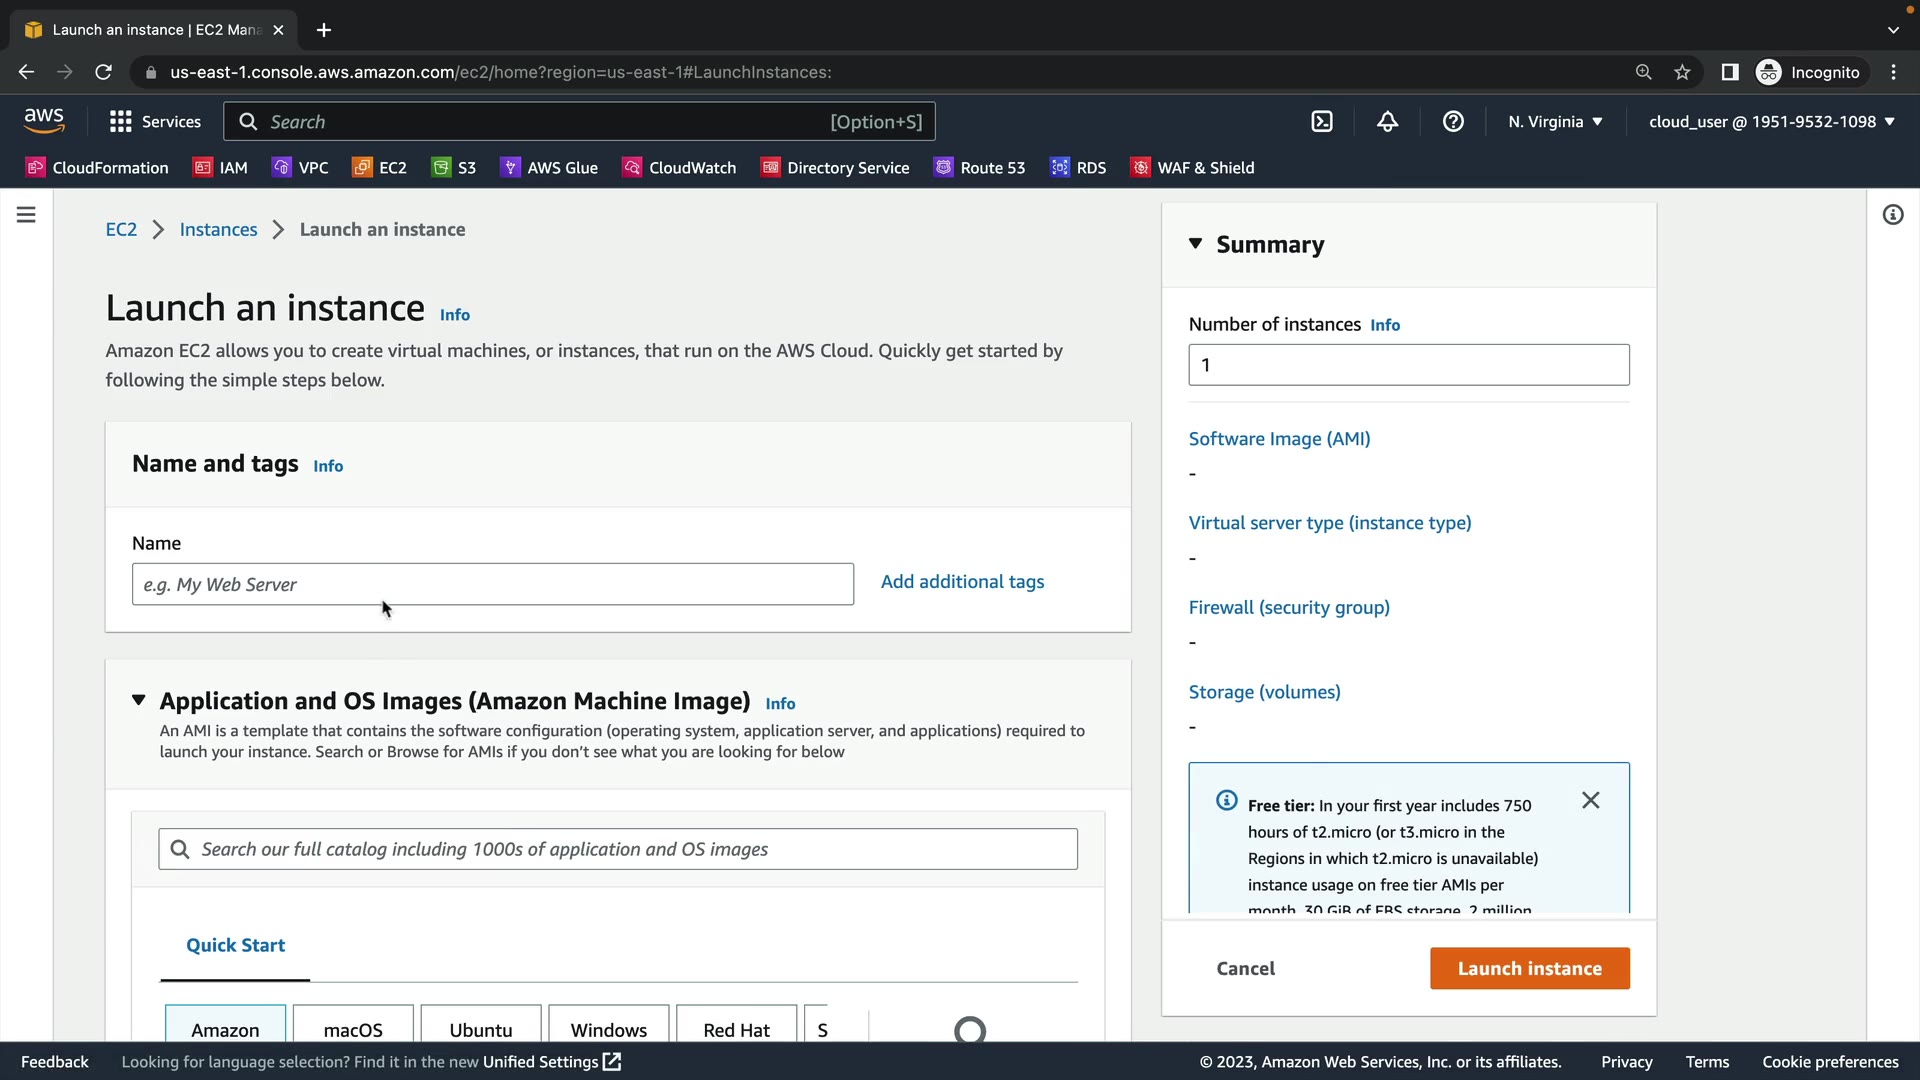 Launch an instance | EC2 Mana
us-east-1.console.aws.amazon.com/ec2/home?region=us-east-1#LaunchInstances:
Incognito
aws
Services
Search
[Option+S]
N. Virginia
cloud_user @ 1951-9532-1098
CloudFormation
IAM
VPC
EC2
S3
AWS Glue
CloudWatch
Directory Service
Route 53
RDS
WAF & Shield
EC2
Instances
Launch an instance
Launch an instance Info
Amazon EC2 allows you to create virtual machines, or instances, that run on the AWS Cloud. Quickly get started by
following the simple steps below.
Name and tags Info
Name
e.g. My Web Server
Add additional tags
Application and OS Images (Amazon Machine Image) Info
An AMI is a template that contains the software configuration (operating system, application server, and applications) required to
launch your instance. Search or Browse for AMIs if you don't see what you are looking for below
Search our full catalog including 1000s of application and OS images
Quick Start
Amazon
macOS
Ubuntu
Windows
Red Hat
S
Summary
Number of instances Info
1
Software Image (AMI)
-
Virtual server type (instance type)
-
Firewall (security group)
-
Storage (volumes)
-
Free tier: In your first year includes 750
hours of t2.micro (or t3.micro in the
Regions in which t2.micro is unavailable)
instance usage on free tier AMIs per
month, 30 GiB of EBS storage, 2 million
Cancel
Launch instance
Feedback
Looking for language selection? Find it in the new Unified Settings
© 2023, Amazon Web Services, Inc. or its affiliates.
Privacy
Terms
Cookie preferences